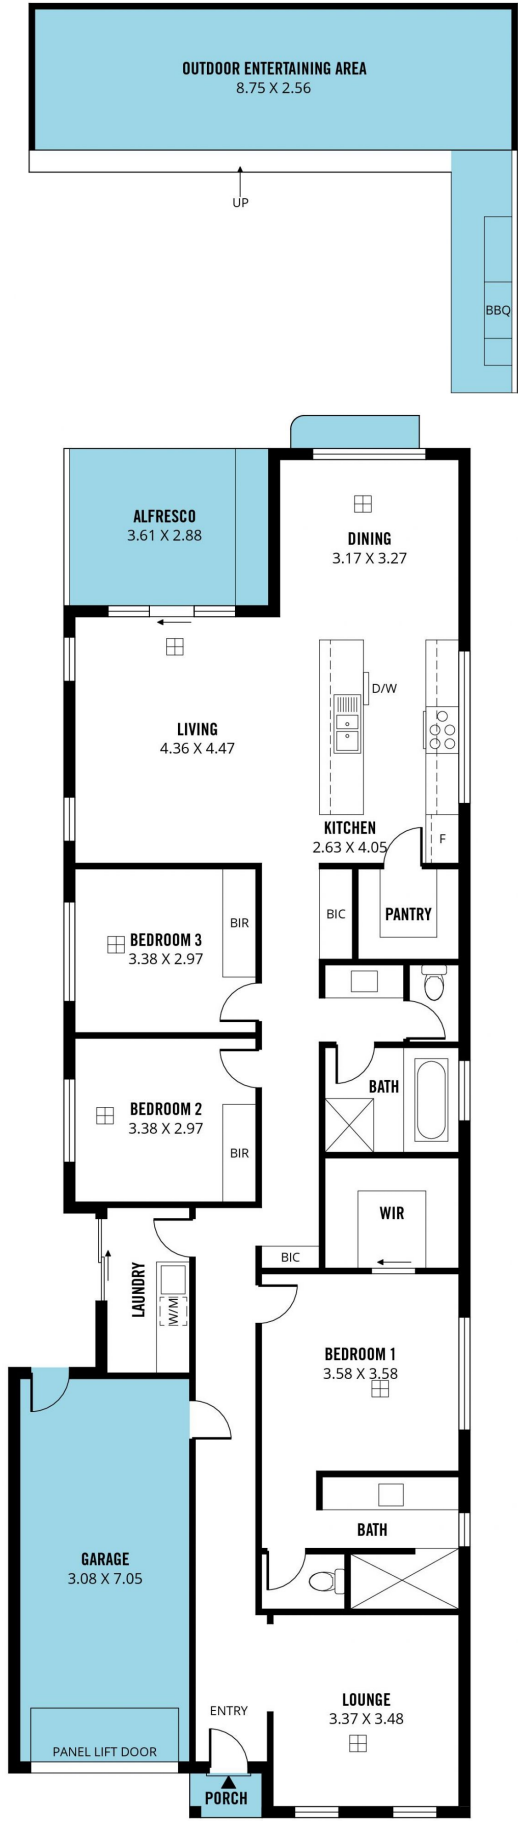 OUTDOOR ENTERTAINING AREA
8.75 X 2.56
UP
BBQ
ALFRESCO
3.61 X 2.88
DINING
3.17 X 3.27
D/W
LIVING
4.36 X 4.47
KITCHEN
2.63 X 4.05
F
BIR
BIC
PANTRY
BEDROOM 3
3.38 X 2.97
BATH
BEDROOM 2
3.38 X 2.97
BIR
WIR
BIC
LAUNDRY
W/M
BEDROOM 1
3.58 X 3.58
BATH
GARAGE
3.08 X 7.05
LOUNGE
3.37 X 3.48
ENTRY
PANEL LIFT DOOR
PORCH